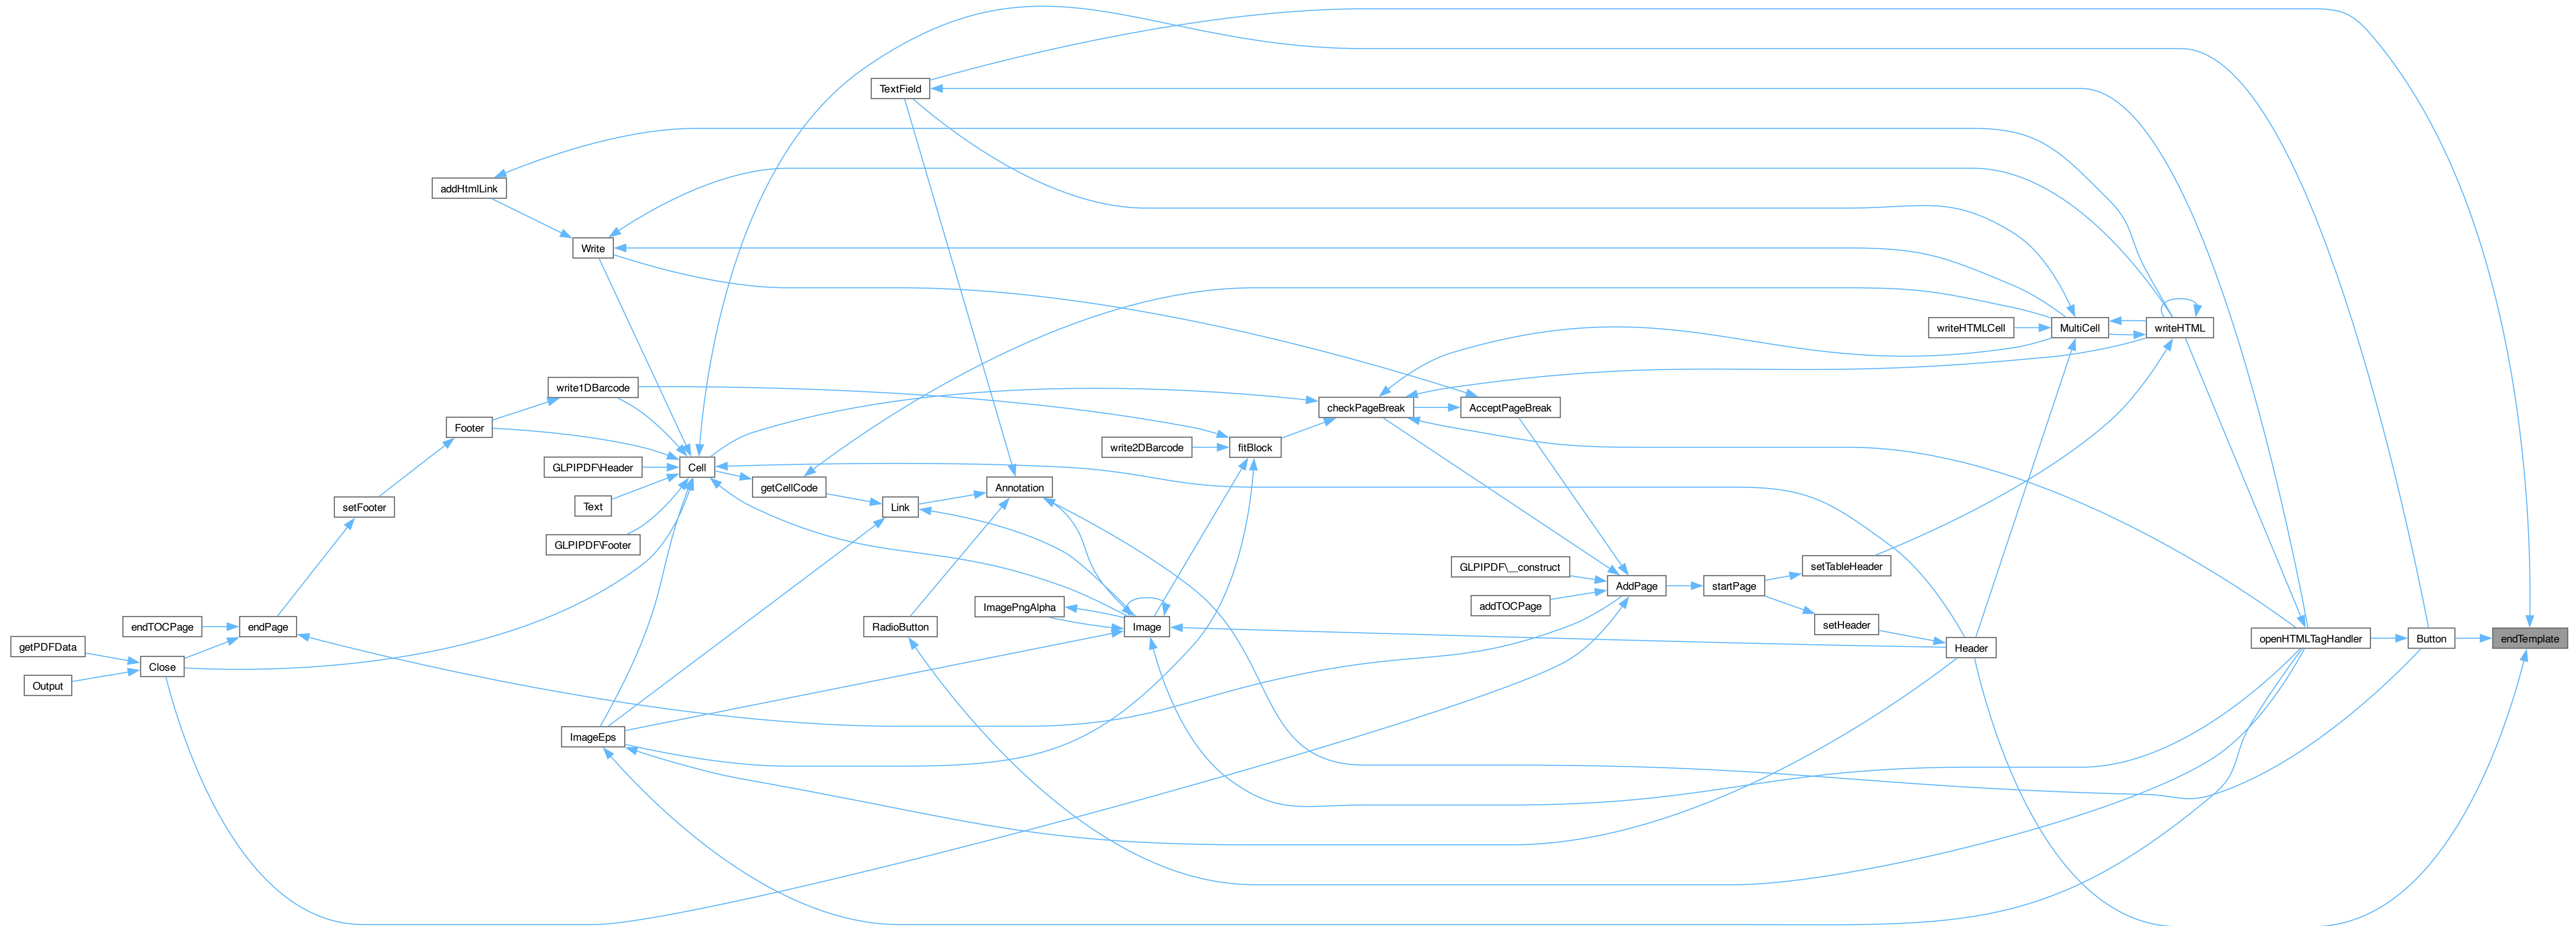 TextField
addHtmlLink
Write
writeHTMLCell
MultiCell
writeHTML
write1DBarcode
checkPageBreak
AcceptPageBreak
Footer
write2DBarcode
fitBlock
GLPIPDF\Header
Cell
getCellCode
Annotation
Text
Link
setFooter
GLPIPDF\Footer
GLPIPDF\__construct
setTableHeader
AddPage
startPage
addTOCPage
ImagePngAlpha
setHeader
endTOCPage
endPage
RadioButton
Image
openHTMLTagHandler
Button
endTemplate
getPDFData
Header
Close
Output
ImageEps